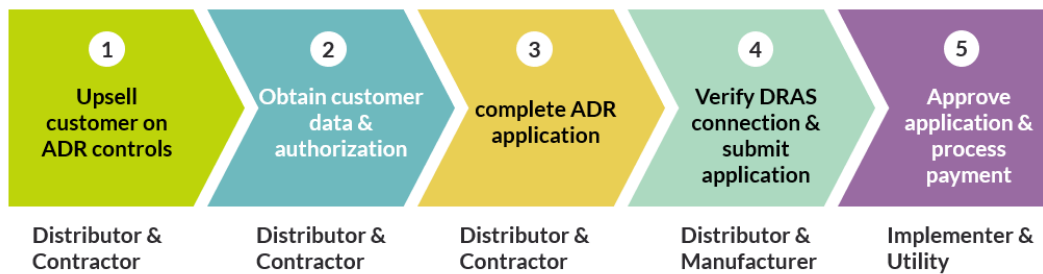 1
Upsell
customer on
ADR controls
2
Obtain customer
data &
authorization
3
complete ADR
application
4
Verify DRAS
connection &
submit
application
5
Approve
application &
process
payment
Distributor &
Contractor
Distributor &
Contractor
Distributor &
Contractor
Distributor &
Manufacturer
Implementer &
Utility